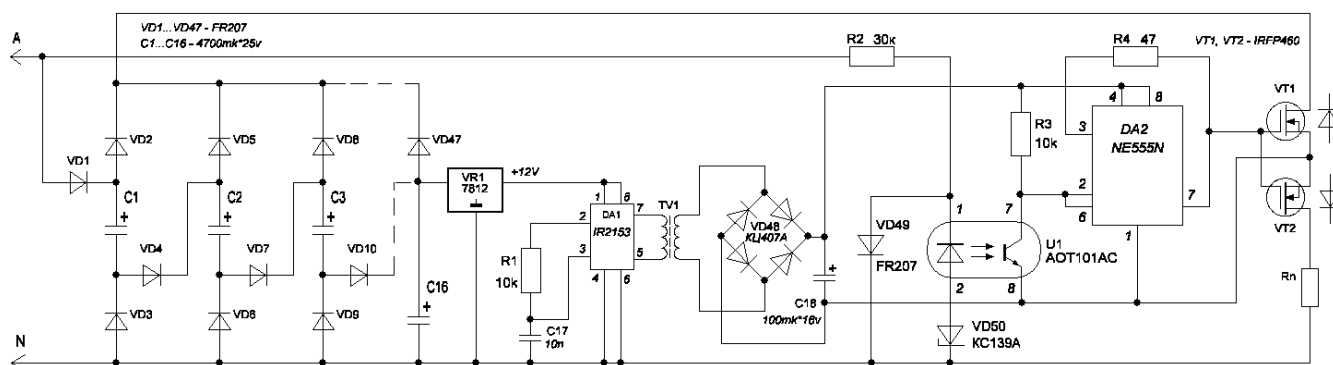 VD1...VD47 - FR207
C1...C16 - 4700mk*25v
A
R2 30k
R4 47
VT1, VT2 - IRFP460
VT1
4
8
VD2
VD5
VD8
VD47
R3
10k
3
DA2
NE555N
VD1
VR1
7812
+12V
C1
+
C2
+
C3
+
1
8
2
DA1
IR2153
7
TV1
VD48
КЦ407А
2
6
7
VT2
VD4
VD7
VD10
R1
10k
3
5
4
6
VD49
FR207
1
7
U1
AOT101AC
1
2
8
Rn
C16
+
+
C18
100mk*16v
VD3
VD6
VD9
C17
10n
VD50
KC139A
N